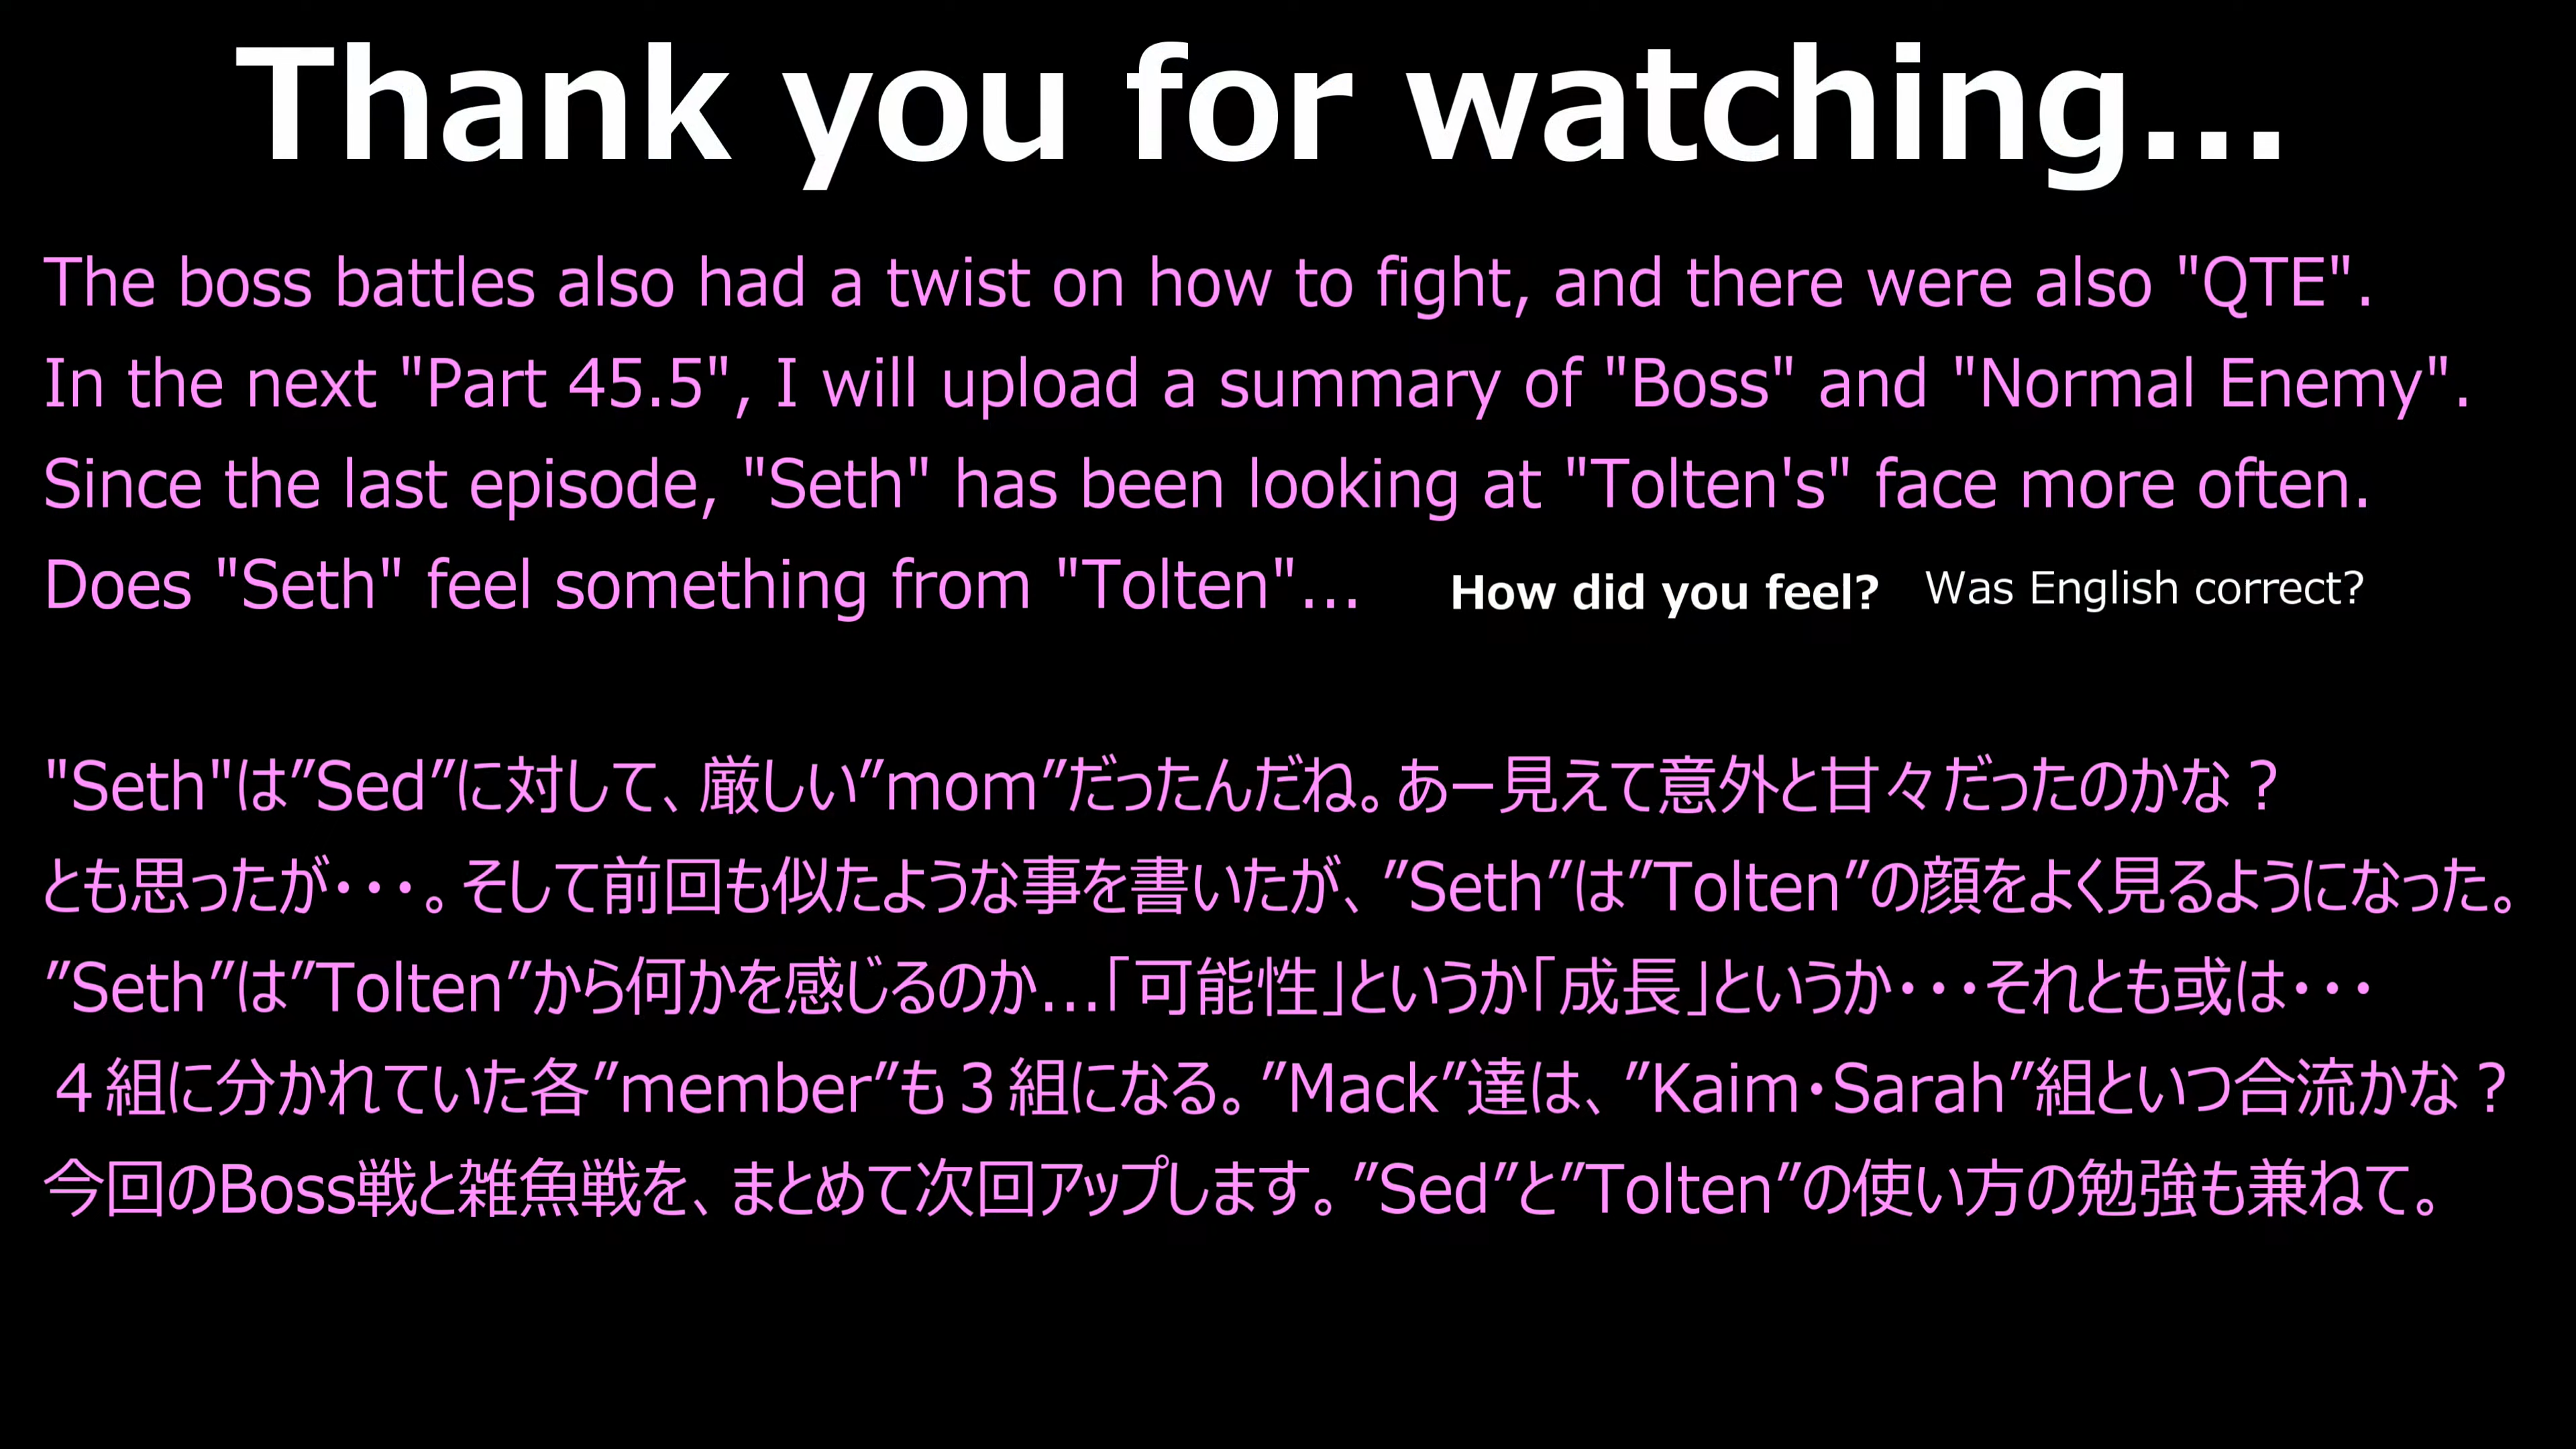 Thank you for watching...
The boss battles also had a twist on how to fight, and there were also "QTE".
In the next "Part 45.5", I will upload a summary of "Boss" and "Normal Enemy".
Since the last episode, "Seth" has been looking at "Tolten's" face more often.
Does "Seth" feel something from "Tolten"... How did you feel? Was English correct?
"Seth"は”Sed”に対して、厳しい”mom”だったんだね。あー見えて意外と甘々だったのかな？
とも思ったが・・・。そして前回も似たような事を書いたが、”Seth”は”Tolten”の顔をよく見るようになった。
”Seth”は”Tolten”から何かを感じるのか...「可能性」というか「成長」というか・・・それとも或は・・・
４組に分かれていた各”member”も３組になる。”Mack”達は、”Kaim・Sarah”組といつ合流かな？
今回のBoss戦と雑魚戦を、まとめて次回アップします。”Sed”と”Tolten”の使い方の勉強も兼ねて。